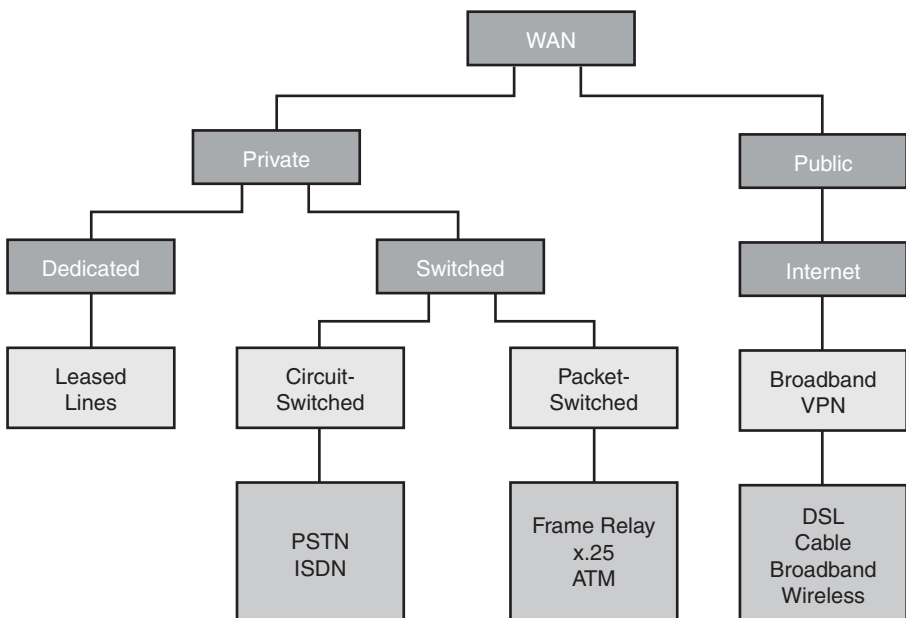 WAN
Private
Public
Dedicated
Switched
Internet
Leased
Lines
Circuit-
Switched
Packet-
Switched
Broadband
VPN
PSTN
ISDN
Frame Relay
x.25
ATM
DSL
Cable
Broadband
Wireless